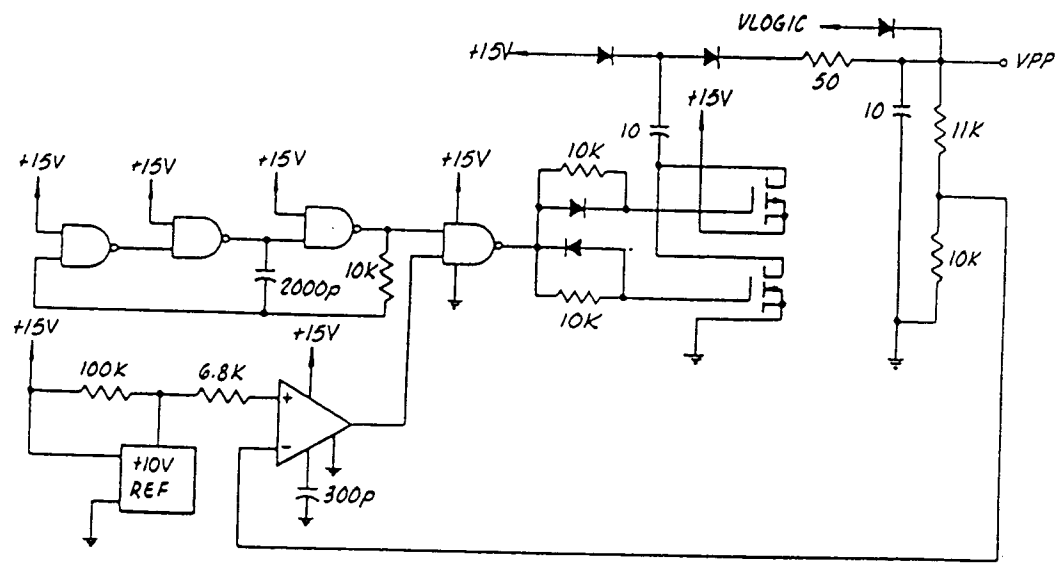 VLOGIC
+15V
VPP
50
10
+15V
10
11K
+15V
+15V
+15V
+15V
10K
2000p
10K
10K
10K
+15V
+15V
100K
6.8K
+
-
+10V
REF
300p